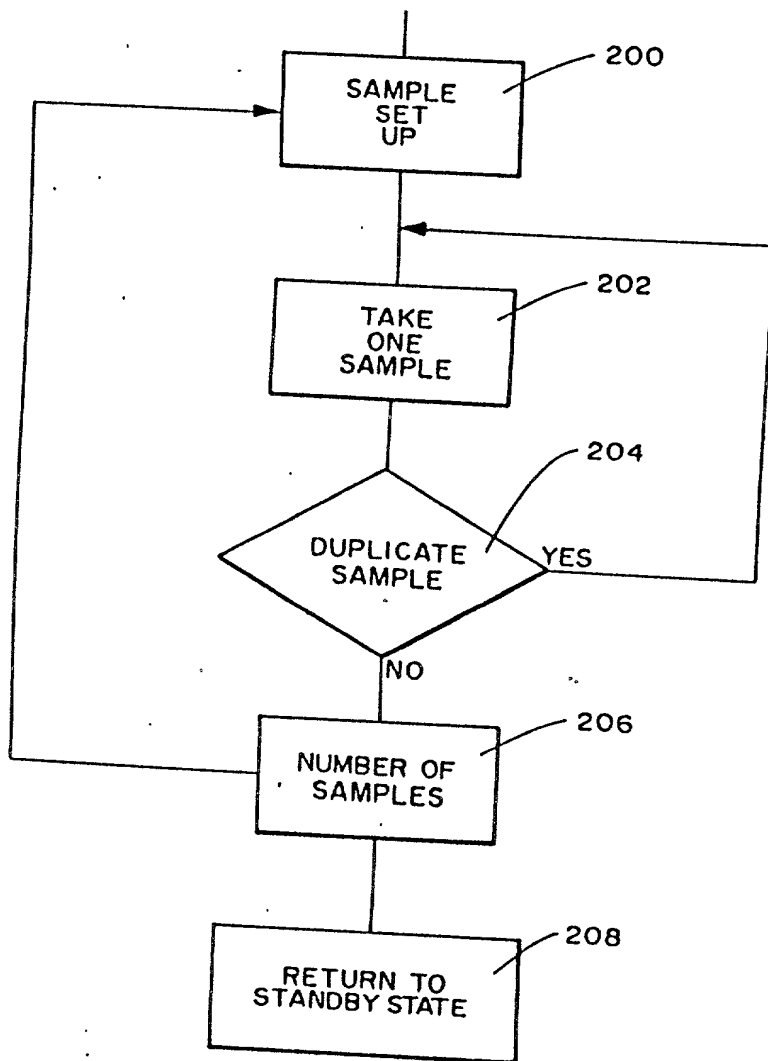 200
SAMPLE
SET
UP
202
TAKE
ONE
SAMPLE
204
DUPLICATE
SAMPLE
YES
NO
206
NUMBER OF
SAMPLES
208
RETURN TO
STANDBY STATE